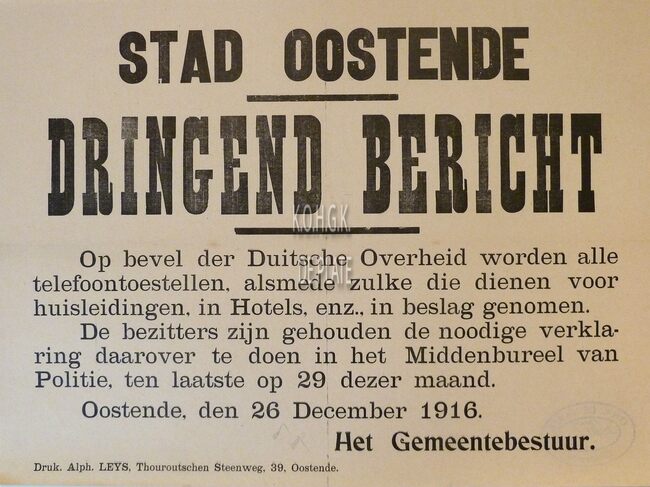 STAD OOSTENDE
DRINGEND BERICHT
KOHGK
DE PLATE
Op bevel der Duitsche Overheid worden alle
telefoontoestellen, alsmede zulke die dienen voor
huisleidingen, in Hotels, enz., in beslag genomen.
De bezitters zijn gehouden de noodige verkla-
ring daarover te doen in het Middenbureel van
Politie, ten laatste op 29 dezer maand.
Oostende, den 26 December 1916.
Het Gemeentebestuur.
Druk. Alph. LEYS, Thouroutschen Steenweg, 39, Oostende.